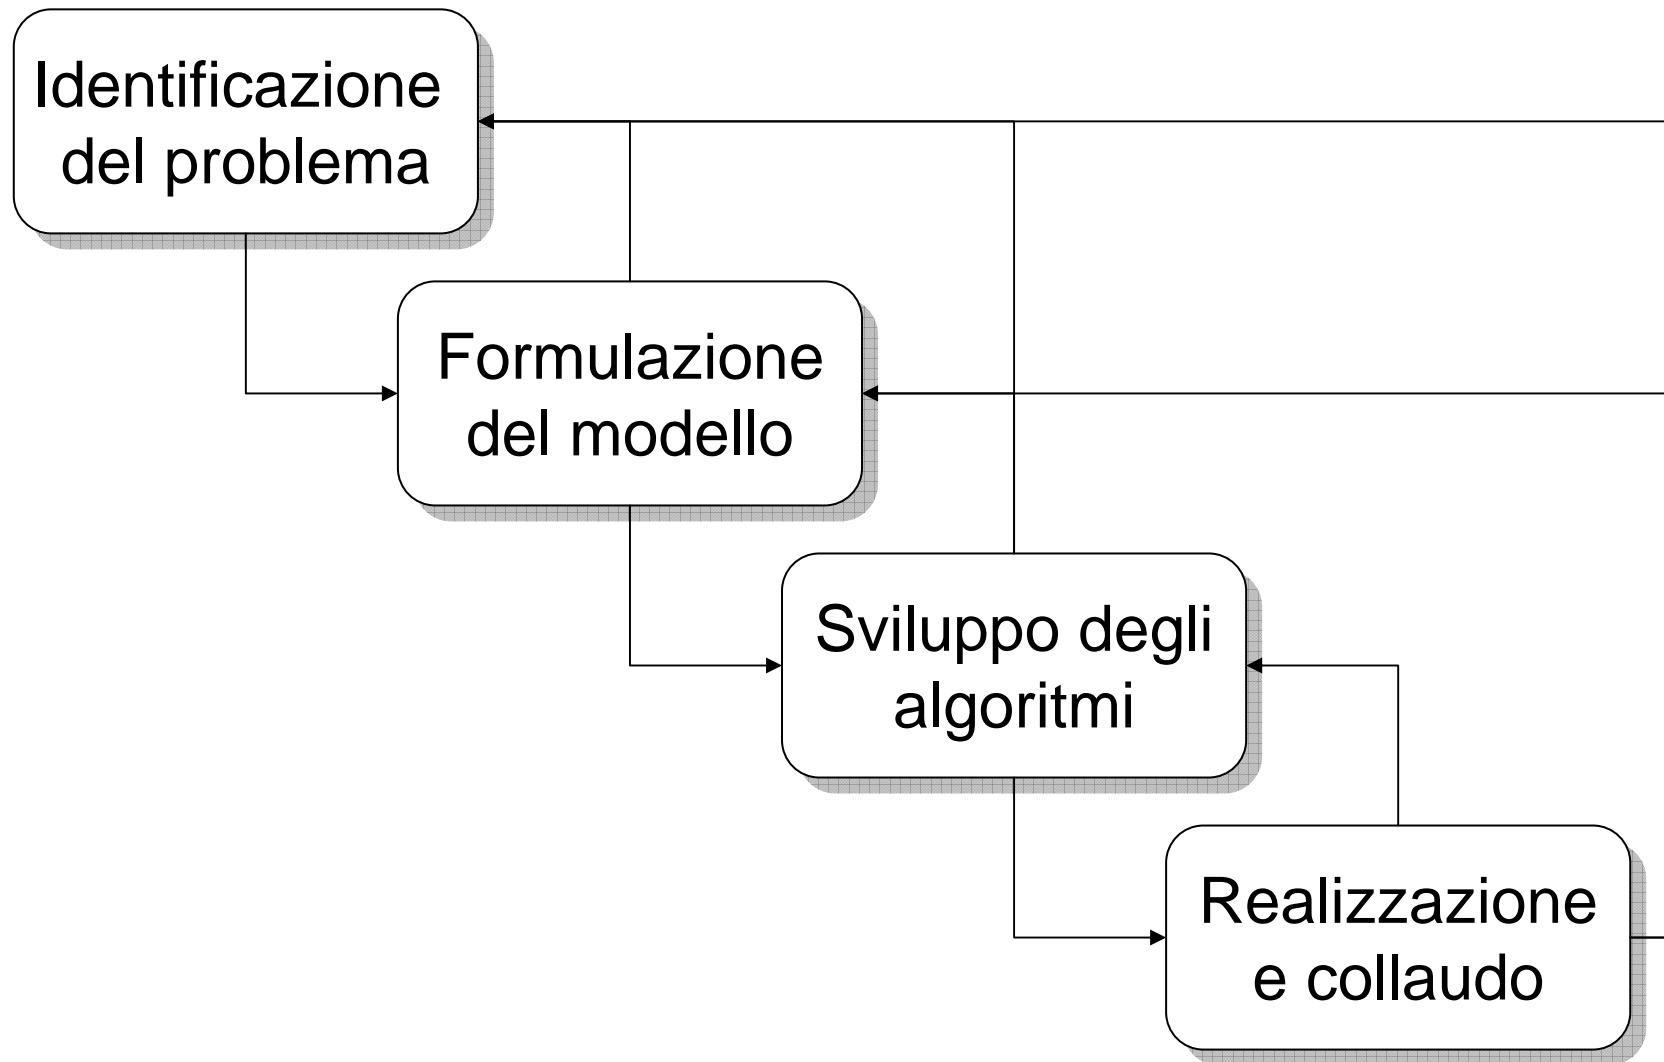 Identificazione
del problema
Formulazione
del modello
Sviluppo degli
algoritmi
Realizzazione
e collaudo